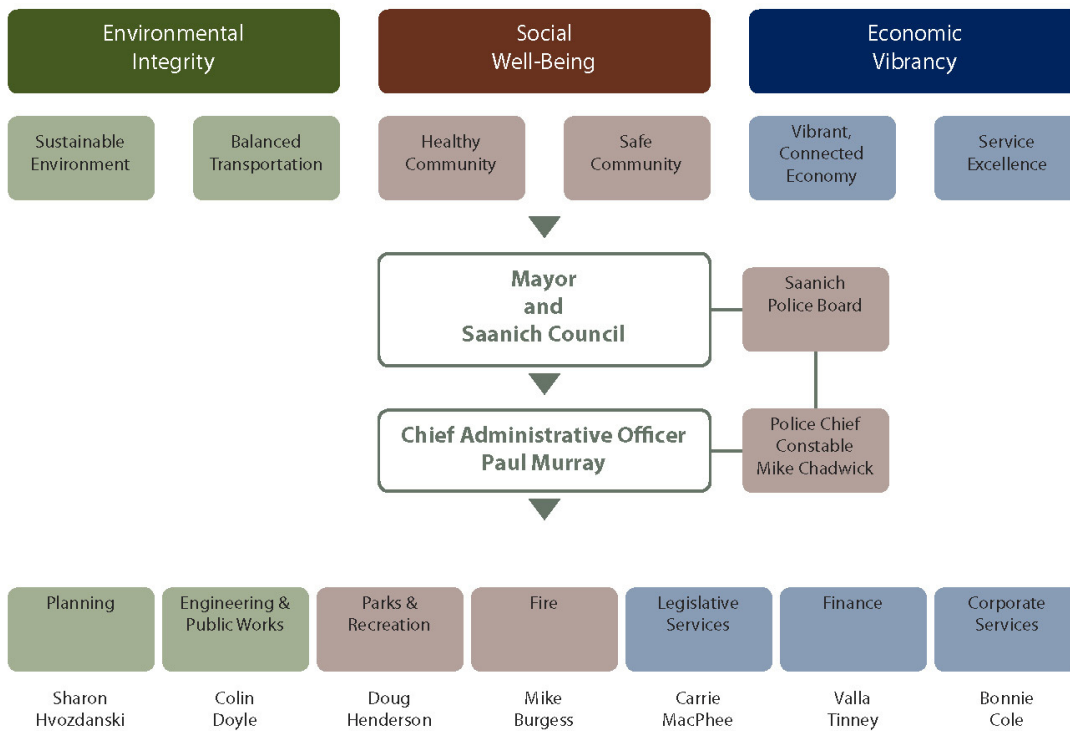 Environmental
Integrity
Social
Well-Being
Economic
Vibrancy
Sustainable
Environment
Balanced
Transportation
Healthy
Community
Safe
Community
Vibrant,
Connected
Economy
Service
Excellence
Mayor
and
Saanich Council
Saanich
Police Board
Chief Administrative Officer
Paul Murray
Police Chief
Constable
Mike Chadwick
Planning
Engineering &
Public Works
Parks &
Recreation
Fire
Legislative
Services
Finance
Corporate
Services
Sharon
Hvozdanski
Colin
Doyle
Doug
Henderson
Mike
Burgess
Carrie
MacPhee
Valla
Tinney
Bonnie
Cole